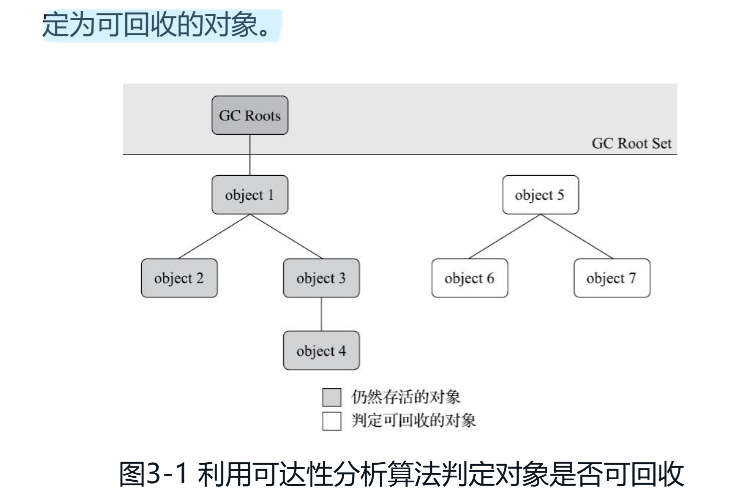 定为可回收的对象。
GC Roots
GC Root Set
object 1
object 5
object 2
object 3
object 6
object 7
object 4
仍然存活的对象
判定可回收的对象
图3-1 利用可达性分析算法判定对象是否可回收